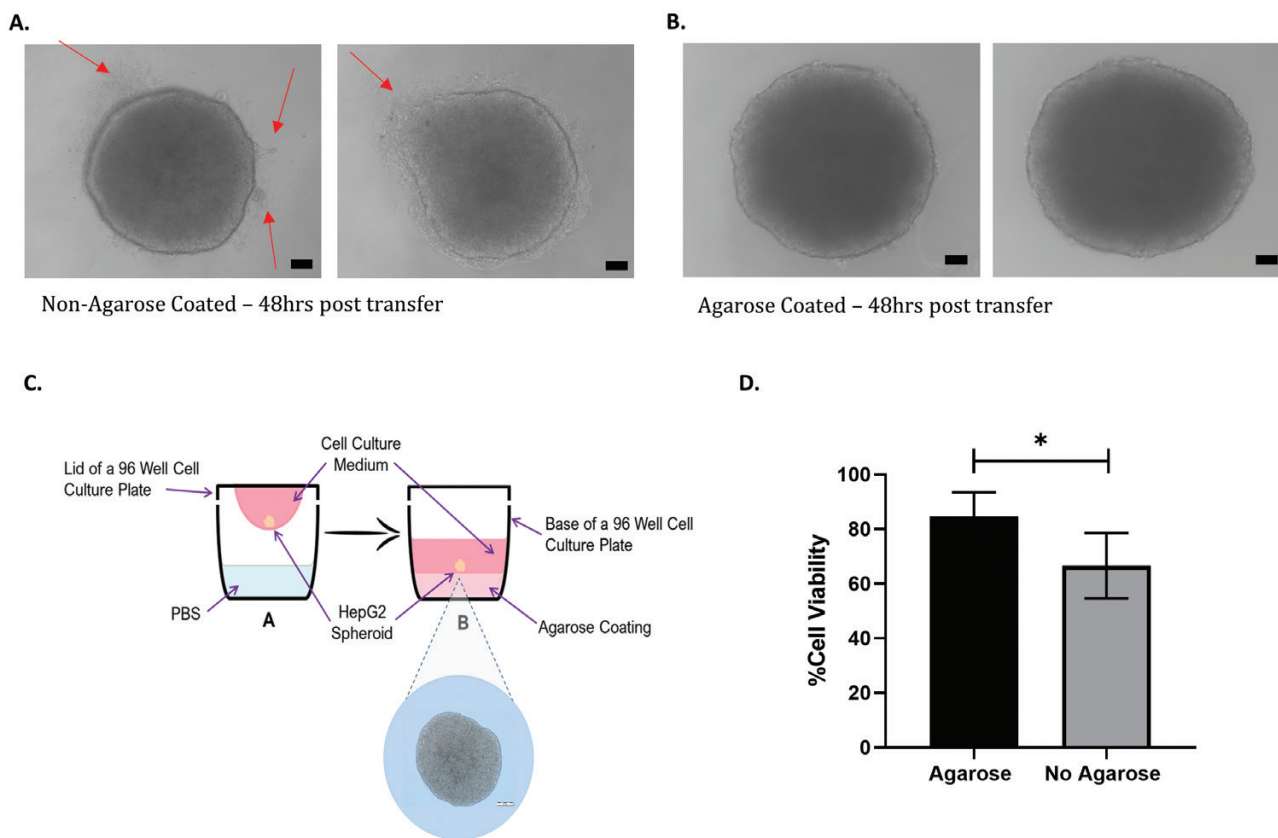 A.
B.
Non-Agarose Coated – 48hrs post transfer
Agarose Coated – 48hrs post transfer
C.
Lid of a 96 Well Cell
Culture Plate
Cell Culture
Medium
Base of a 96 Well Cell
Culture Plate
PBS
A
HepG2
Spheroid
B
Agarose Coating
D.
*
%Cell Viability
100
80
60
40
20
0
Agarose
No Agarose